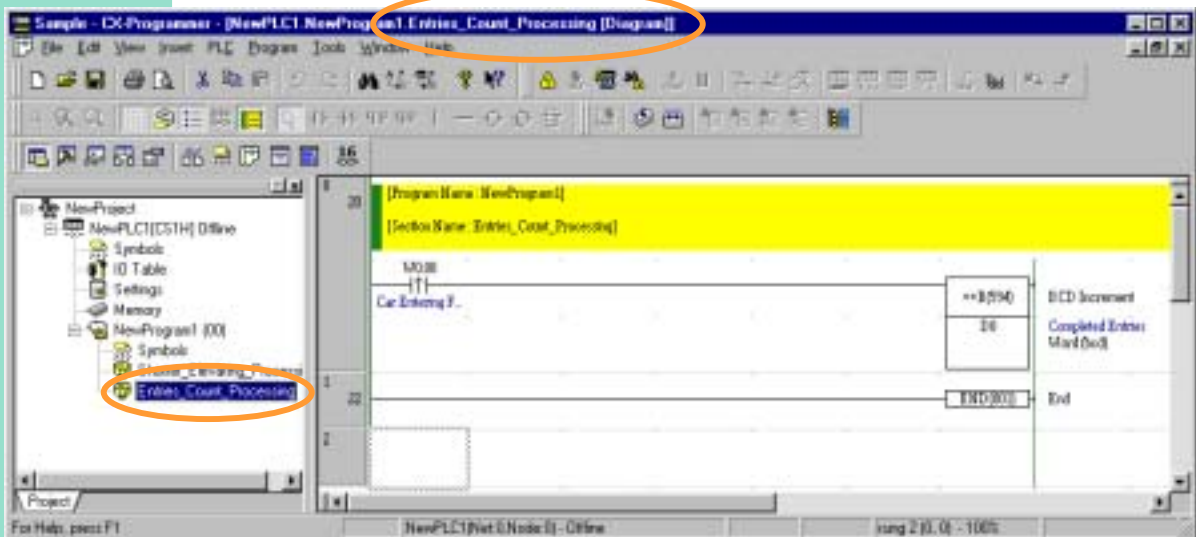 Sample - CX-Programmer - [NewPLC1.NewProgram1.Entries_Count_Processing [Diagram]]
File Edit View Insert PLC Program Tools Window Help
NewProject
NewPLC1[CS1H] Offline
Symbols
IO Table
Settings
Memory
NewProgram1 (00)
Symbols
Entries_Count_Processing
Project
0
20
[Program Name : NewProgram1]
[Section Name : Entries_Count_Processing]
W0.00
Car Entering F..
++B(594)
BCD Increment
D0
Completed Entries
Word (bcd)
1
22
END(001)
End
2
For Help, press F1
NewPLC1(Net:0,Node:0) - Offline
rung 2 (0, 0) - 100%